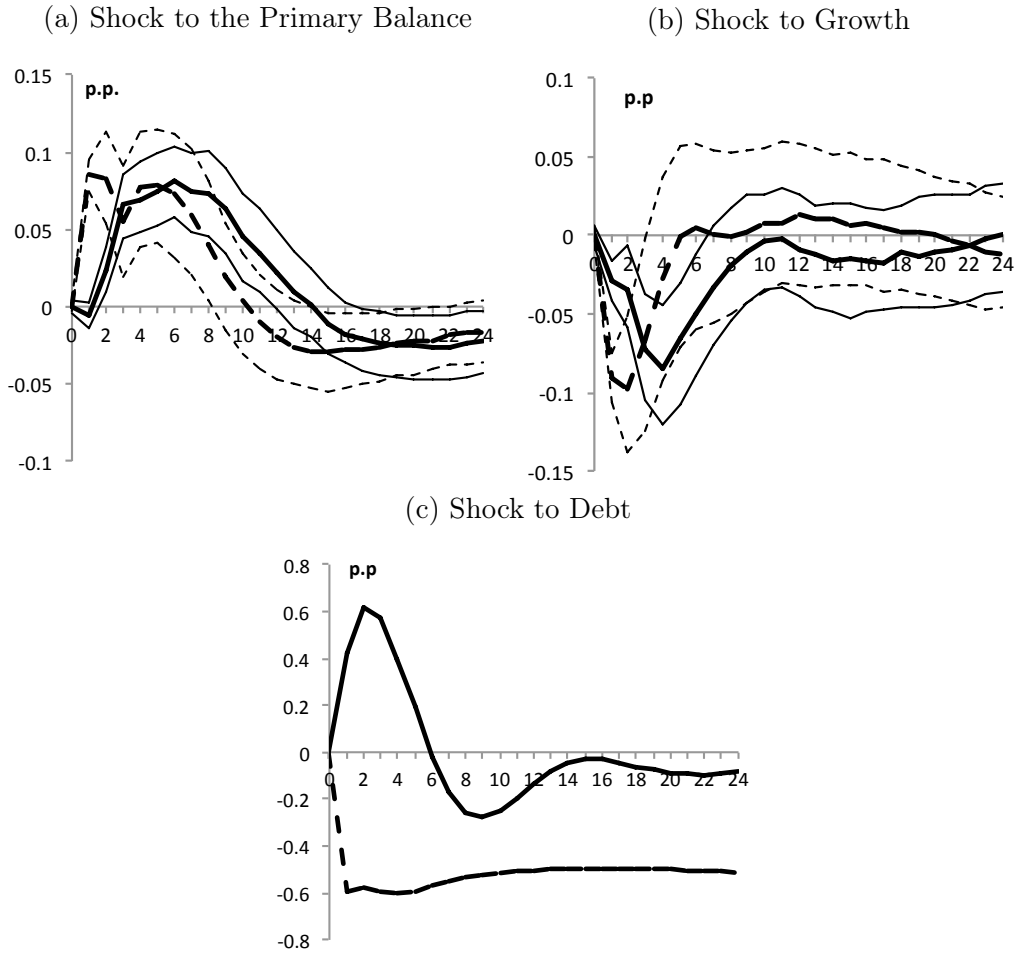 (a) Shock to the Primary Balance
0.15
p.p.
0.1
0.05
0
-0.05
-0.1
0 2 4 6 8 10 12 14 16 18 20 22 24
(b) Shock to Growth
0.1
p.p
0.05
0
-0.05
-0.1
-0.15
0 2 4 6 8 10 12 14 16 18 20 22 24
(c) Shock to Debt
0.8
p.p
0.6
0.4
0.2
0
-0.2
-0.4
-0.6
-0.8
0 2 4 6 8 10 12 14 16 18 20 22 24